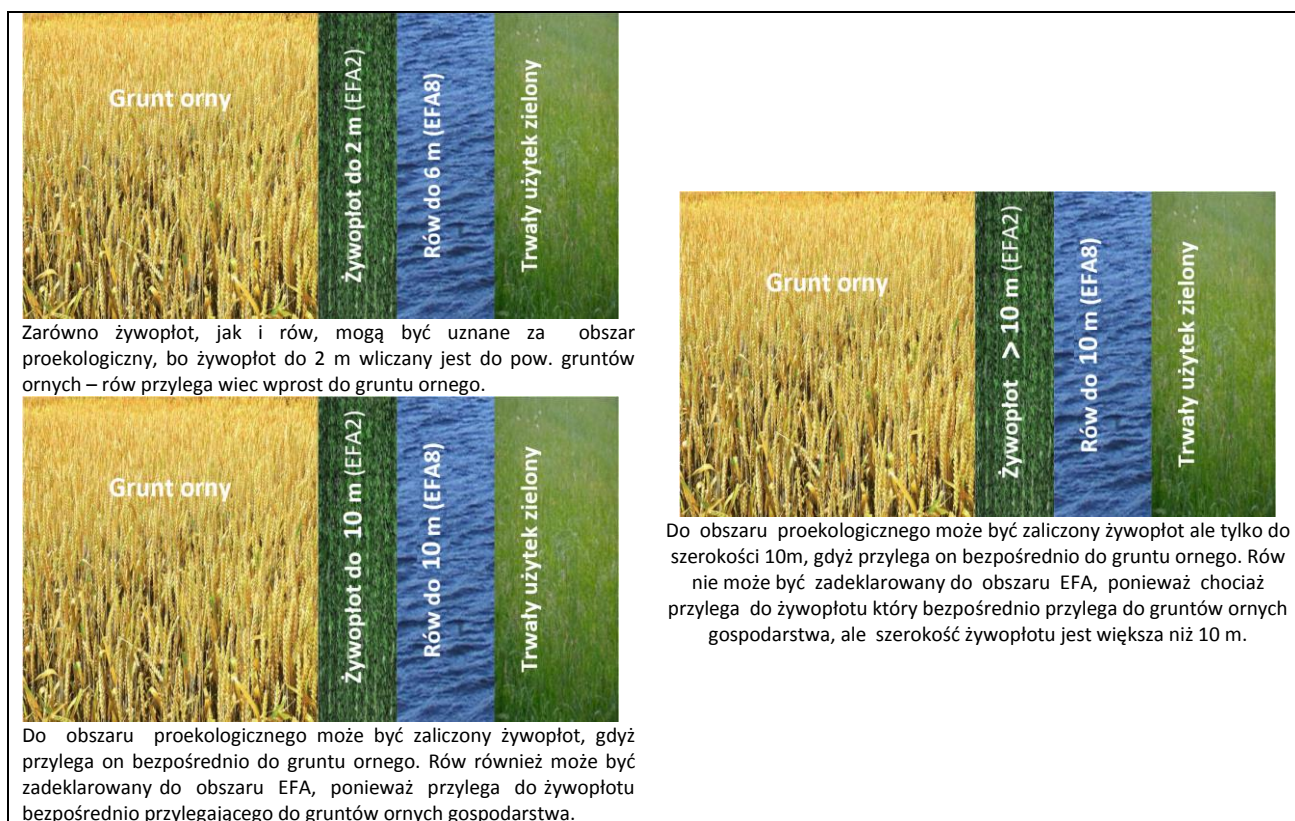 Grunt orny
Żywopłot do 2 m (EFA2)
Rów do 6 m (EFA8)
Trwały użytek zielony
Zarówno żywopłot, jak i rów, mogą być uznane za obszar
proekologiczny, bo żywopłot do 2 m wliczany jest do pow. gruntów
ornych – rów przylega wiec wprost do gruntu ornego.
Grunt orny
Żywopłot do 10 m (EFA2)
Rów do 10 m (EFA8)
Trwały użytek zielony
Do obszaru proekologicznego może być zaliczony żywopłot, gdyż
przylega on bezpośrednio do gruntu ornego. Rów również może być
zadeklarowany do obszaru EFA, ponieważ przylega do żywopłotu
bezpośrednio przylegającego do gruntów ornych gospodarstwa.
Grunt orny
Żywopłot > 10 m (EFA2)
Rów do 10 m (EFA8)
Trwały użytek zielony
Do obszaru proekologicznego może być zaliczony żywopłot ale tylko do
szerokości 10m, gdyż przylega on bezpośrednio do gruntu ornego. Rów
nie może być zadeklarowany do obszaru EFA, ponieważ chociaż
przylega do żywopłotu który bezpośrednio przylega do gruntów ornych
gospodarstwa, ale szerokość żywopłotu jest większa niż 10 m.